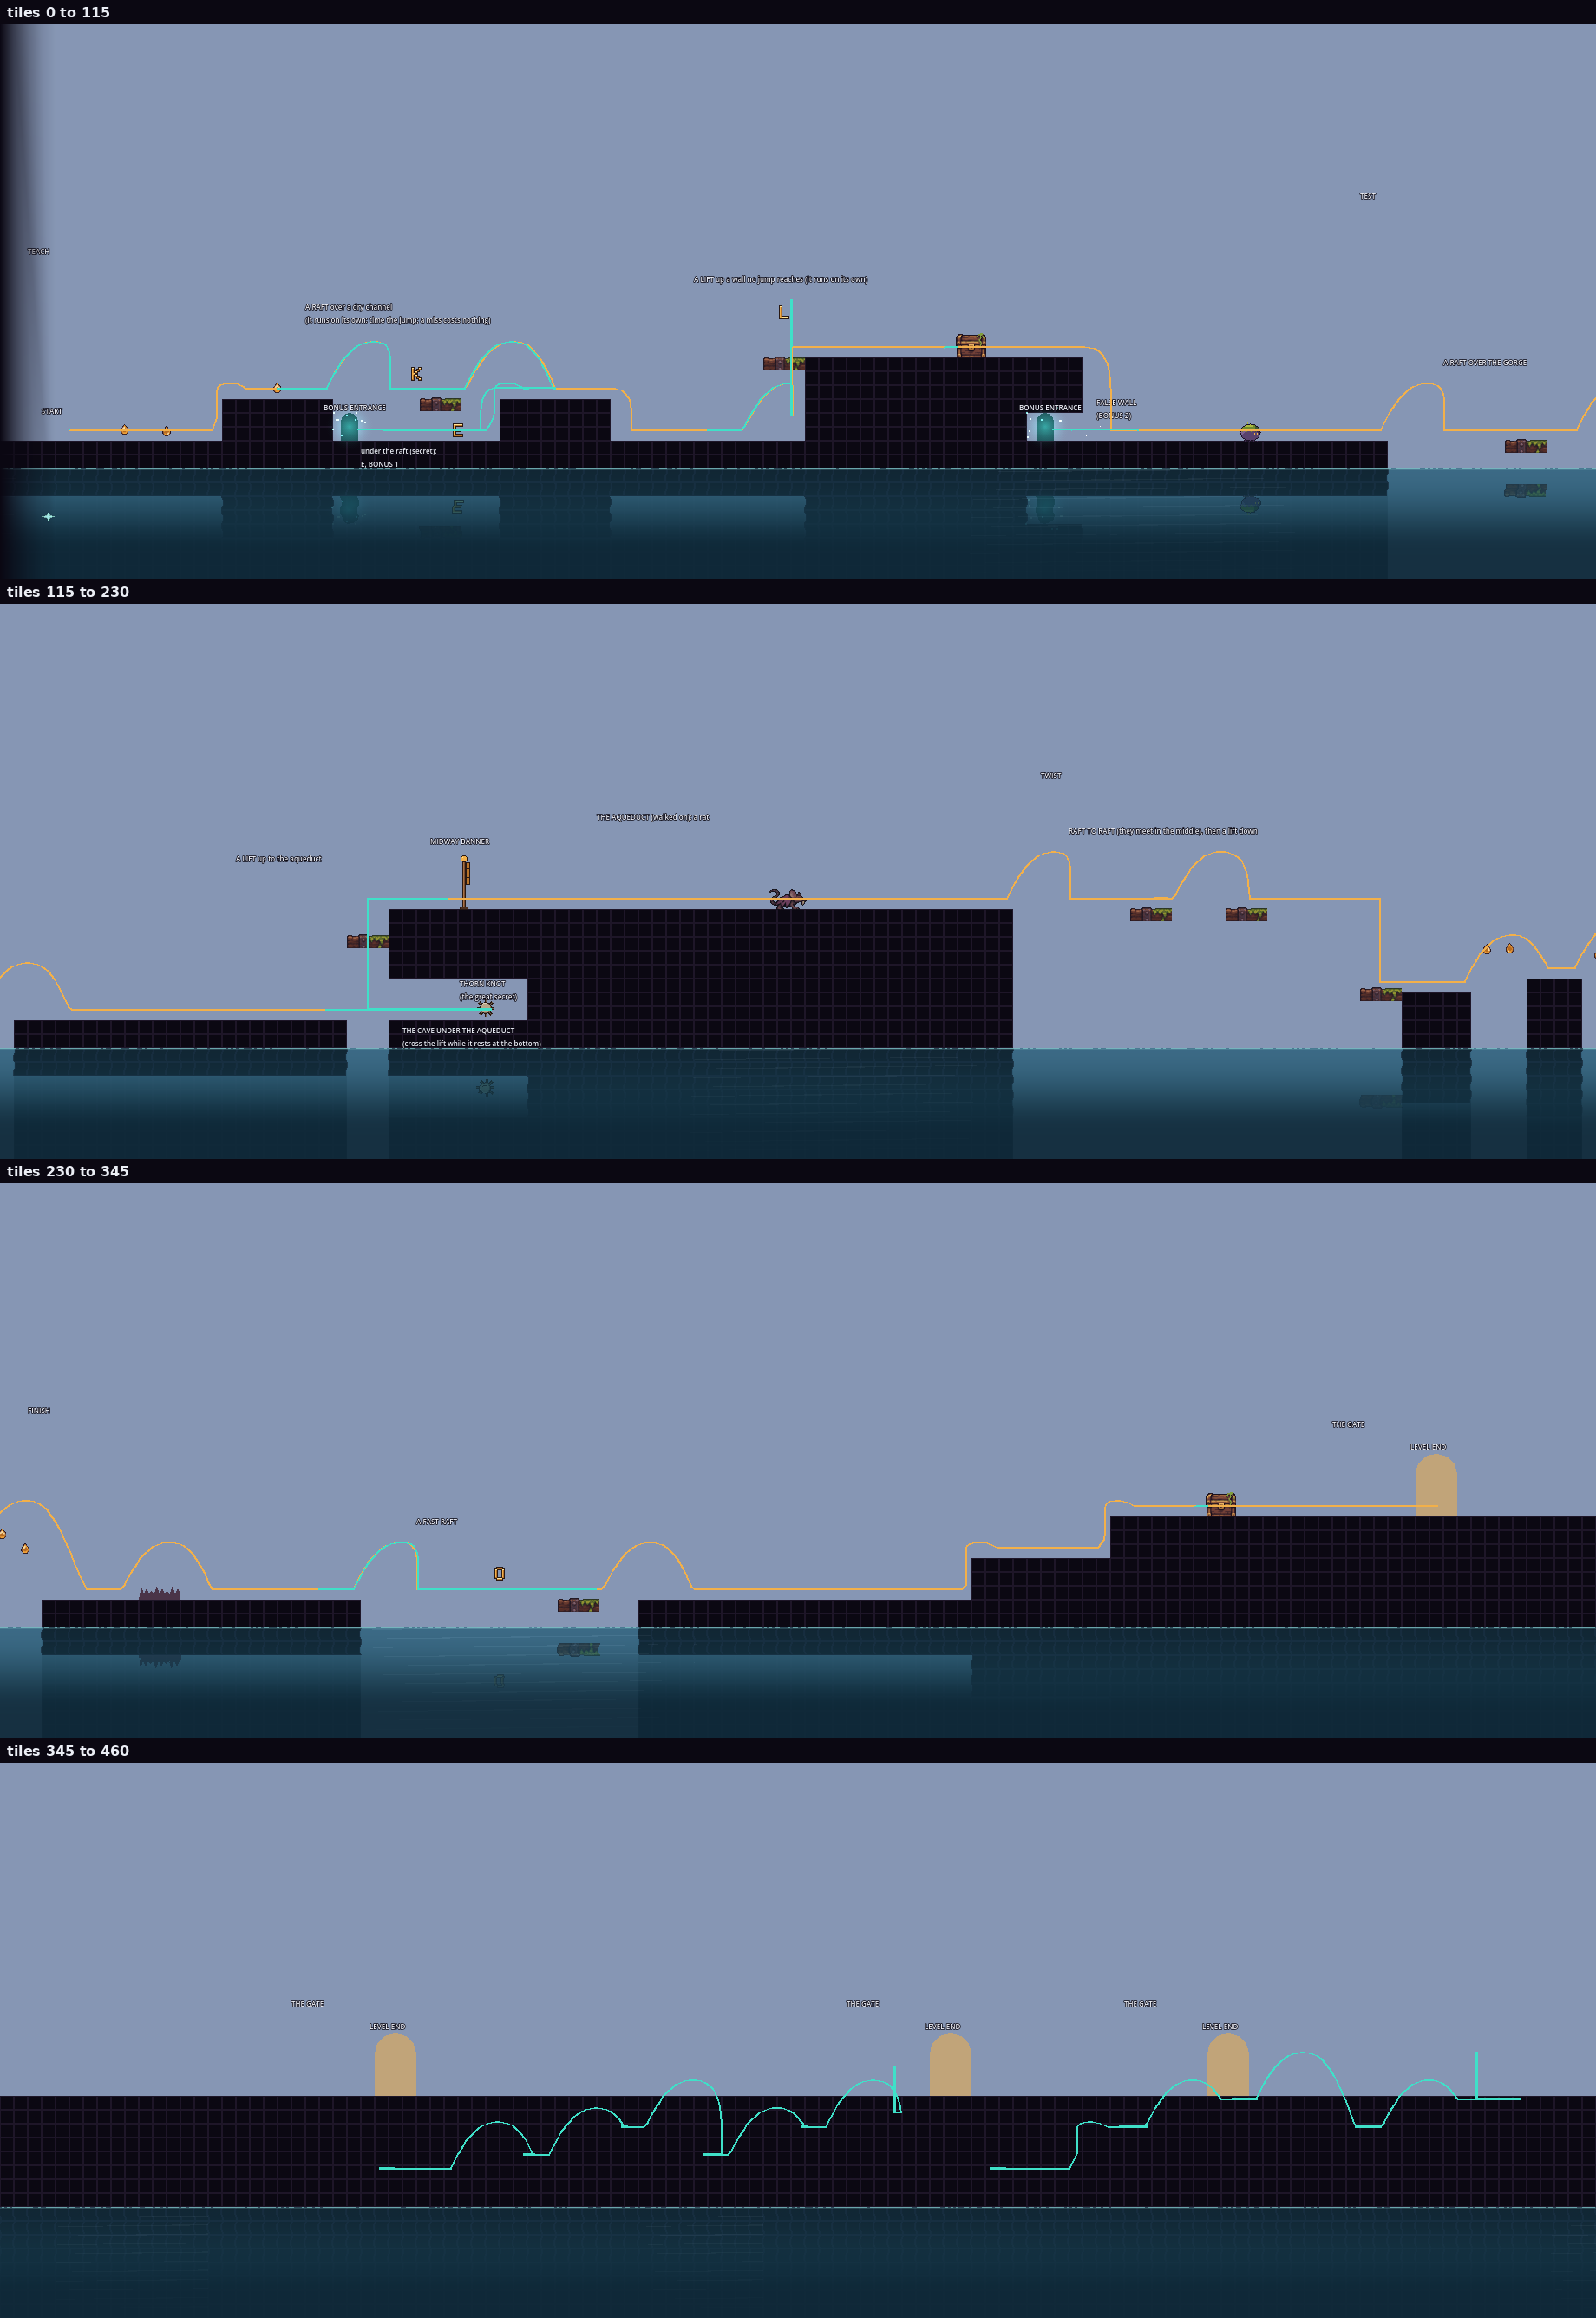 tiles 0 to 115
TEST
TEACH
A LIFT up a wall no jump reaches (it runs on its own)
A RAFT over a dry channel
(it runs on its own: time the jump; a miss costs nothing)
L
A RAFT OVER THE GORGE
K
START
BONUS ENTRANCE
BONUS ENTRANCE
FALSE WALL
(BONUS 2)
E
under the raft (secret):
E, BONUS 1
tiles 115 to 230
TWIST
THE AQUEDUCT (walked on): a rat
RAFT TO RAFT (they meet in the middle), then a lift down
MIDWAY BANNER
A LIFT up to the aqueduct
THORN KNOT
(the great secret)
THE CAVE UNDER THE AQUEDUCT
(cross the lift while it rests at the bottom)
tiles 230 to 345
FINISH
THE GATE
LEVEL END
A FAST RAFT
O
tiles 345 to 460
THE GATE
THE GATE
THE GATE
LEVEL END
LEVEL END
LEVEL END